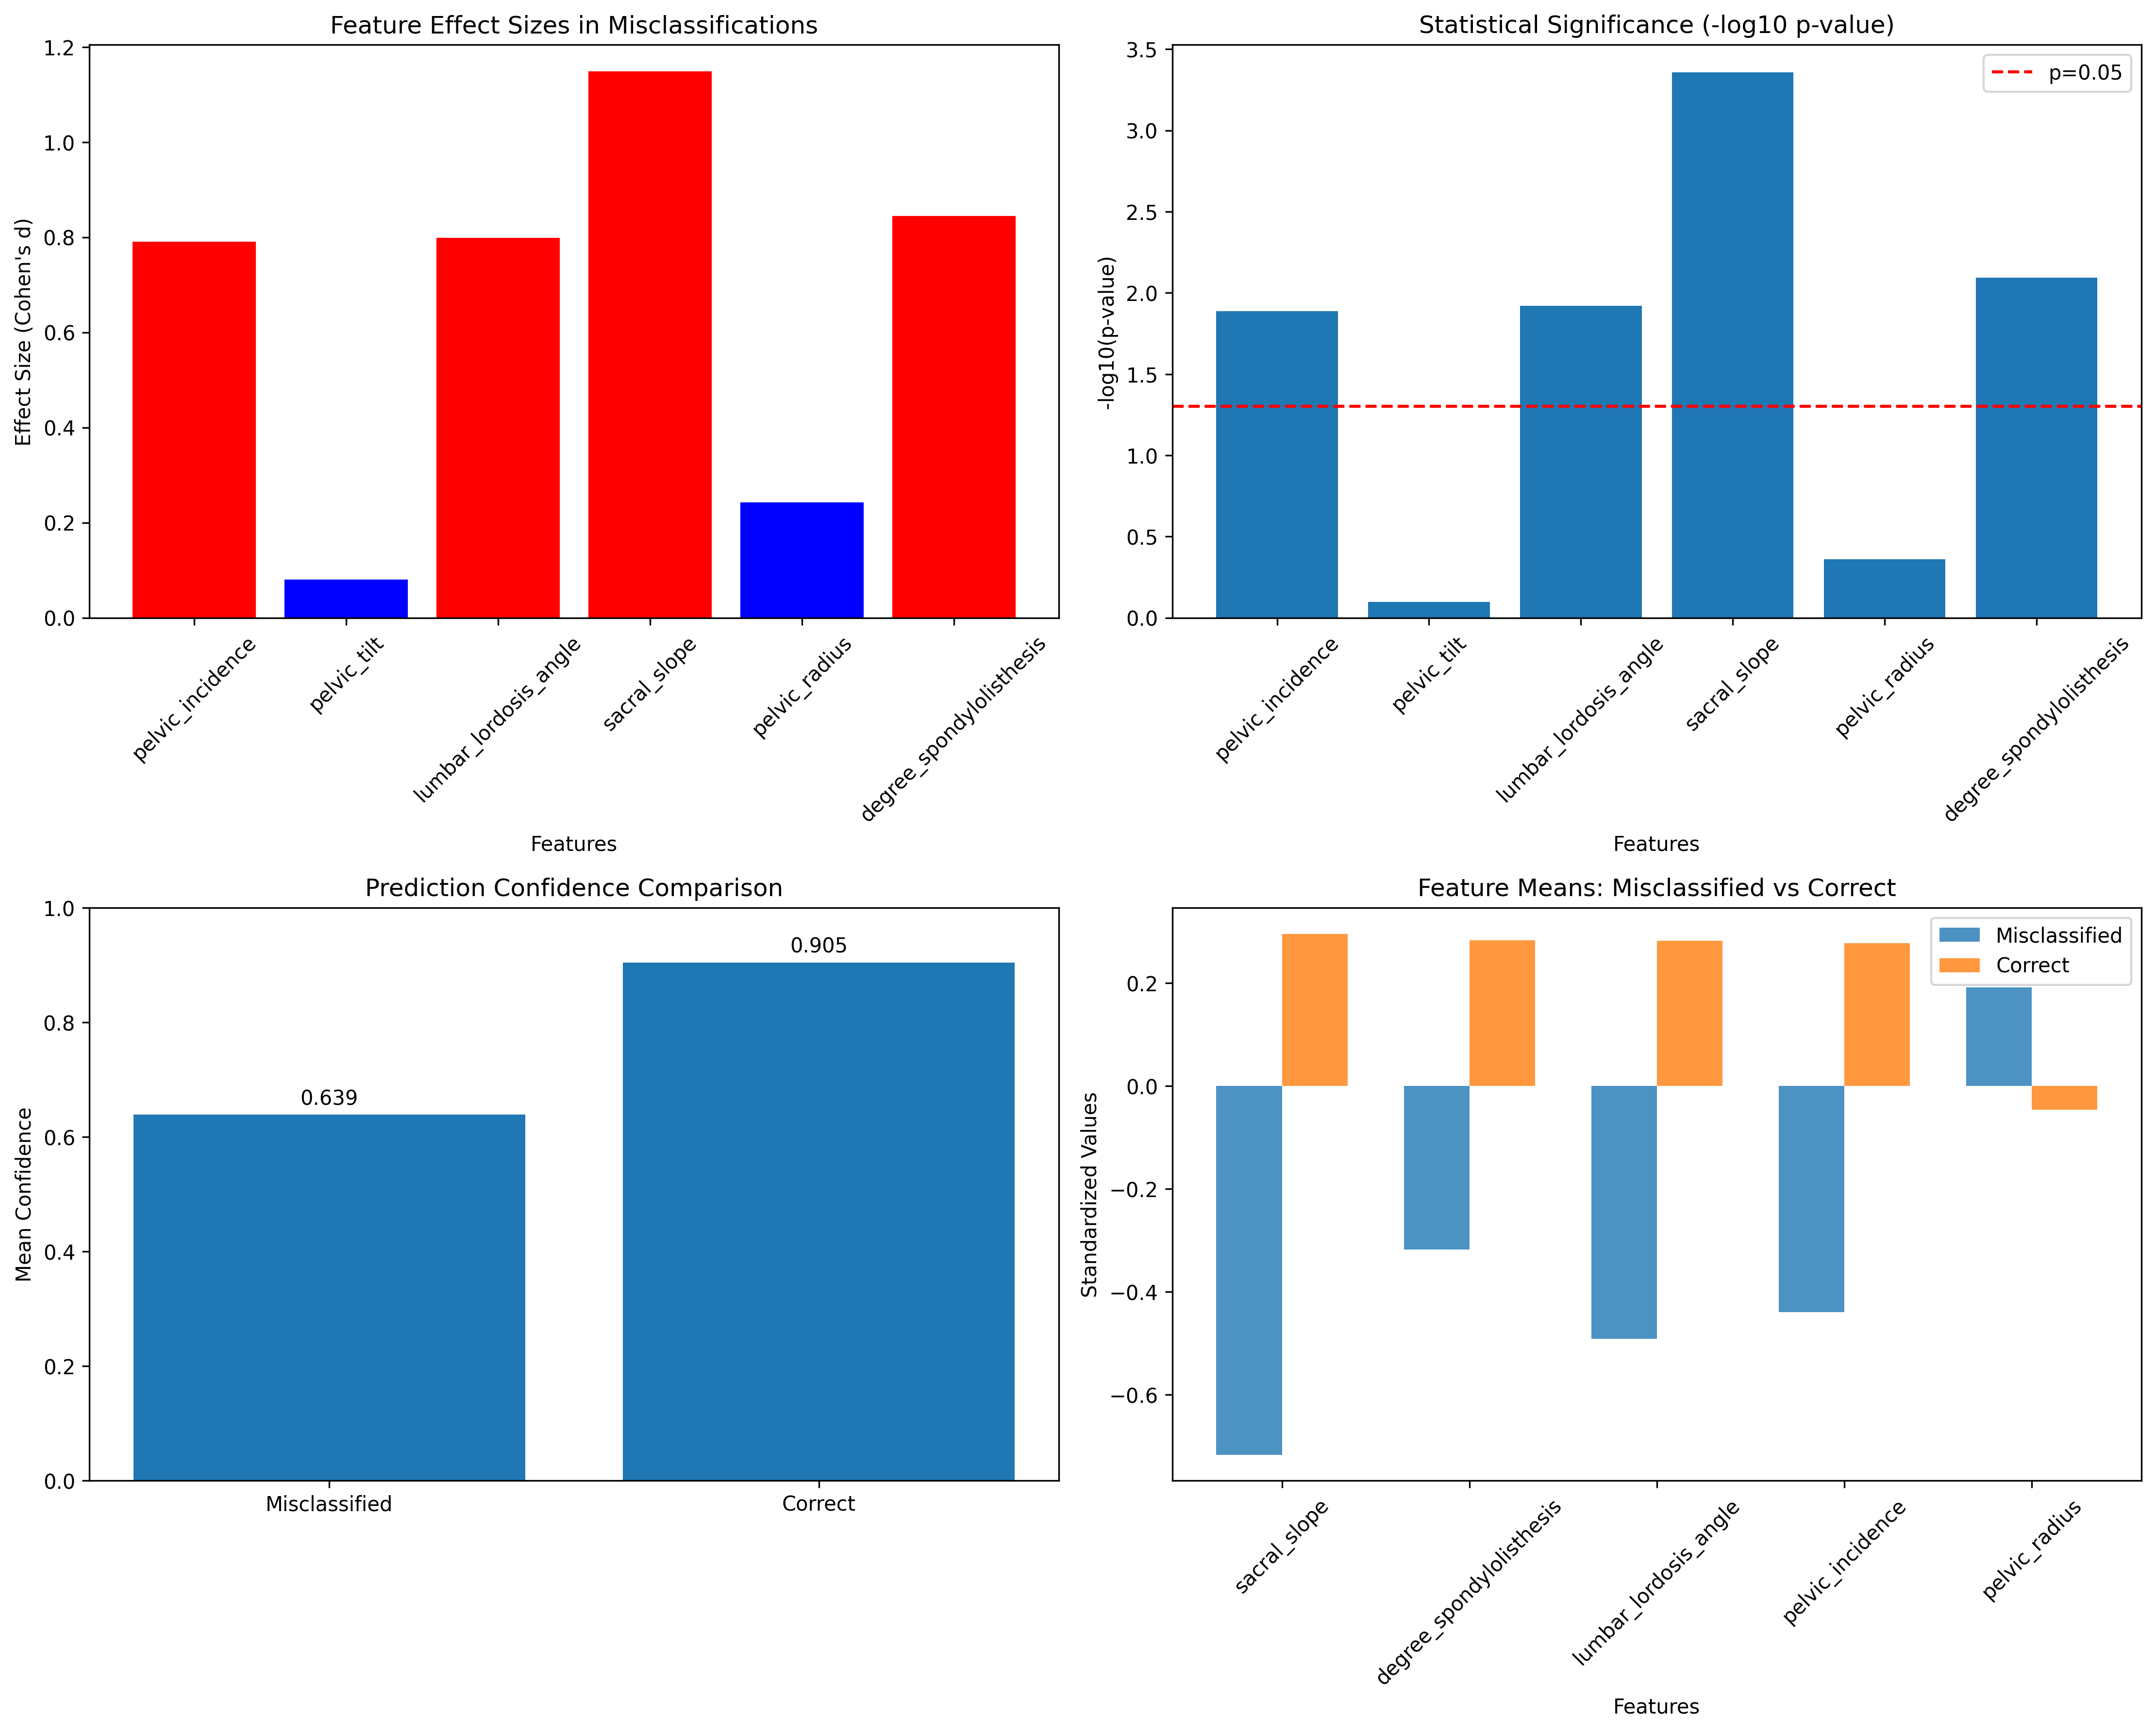 Feature Effect Sizes in Misclassifications
Effect Size (Cohen's d)
1.2
1.0
0.8
0.6
0.4
0.2
0.0
pelvic_incidence
pelvic_tilt
lumbar_lordosis_angle
sacral_slope
pelvic_radius
degree_spondylolisthesis
Features
Statistical Significance (-log10 p-value)
p=0.05
-log10(p-value)
3.5
3.0
2.5
2.0
1.5
1.0
0.5
0.0
pelvic_incidence
pelvic_tilt
lumbar_lordosis_angle
sacral_slope
pelvic_radius
degree_spondylolisthesis
Features
Prediction Confidence Comparison
Mean Confidence
1.0
0.8
0.6
0.4
0.2
0.0
0.639
0.905
Misclassified
Correct
Feature Means: Misclassified vs Correct
Misclassified
Correct
Standardized Values
0.2
0.0
−0.2
−0.4
−0.6
sacral_slope
degree_spondylolisthesis
lumbar_lordosis_angle
pelvic_incidence
pelvic_radius
Features